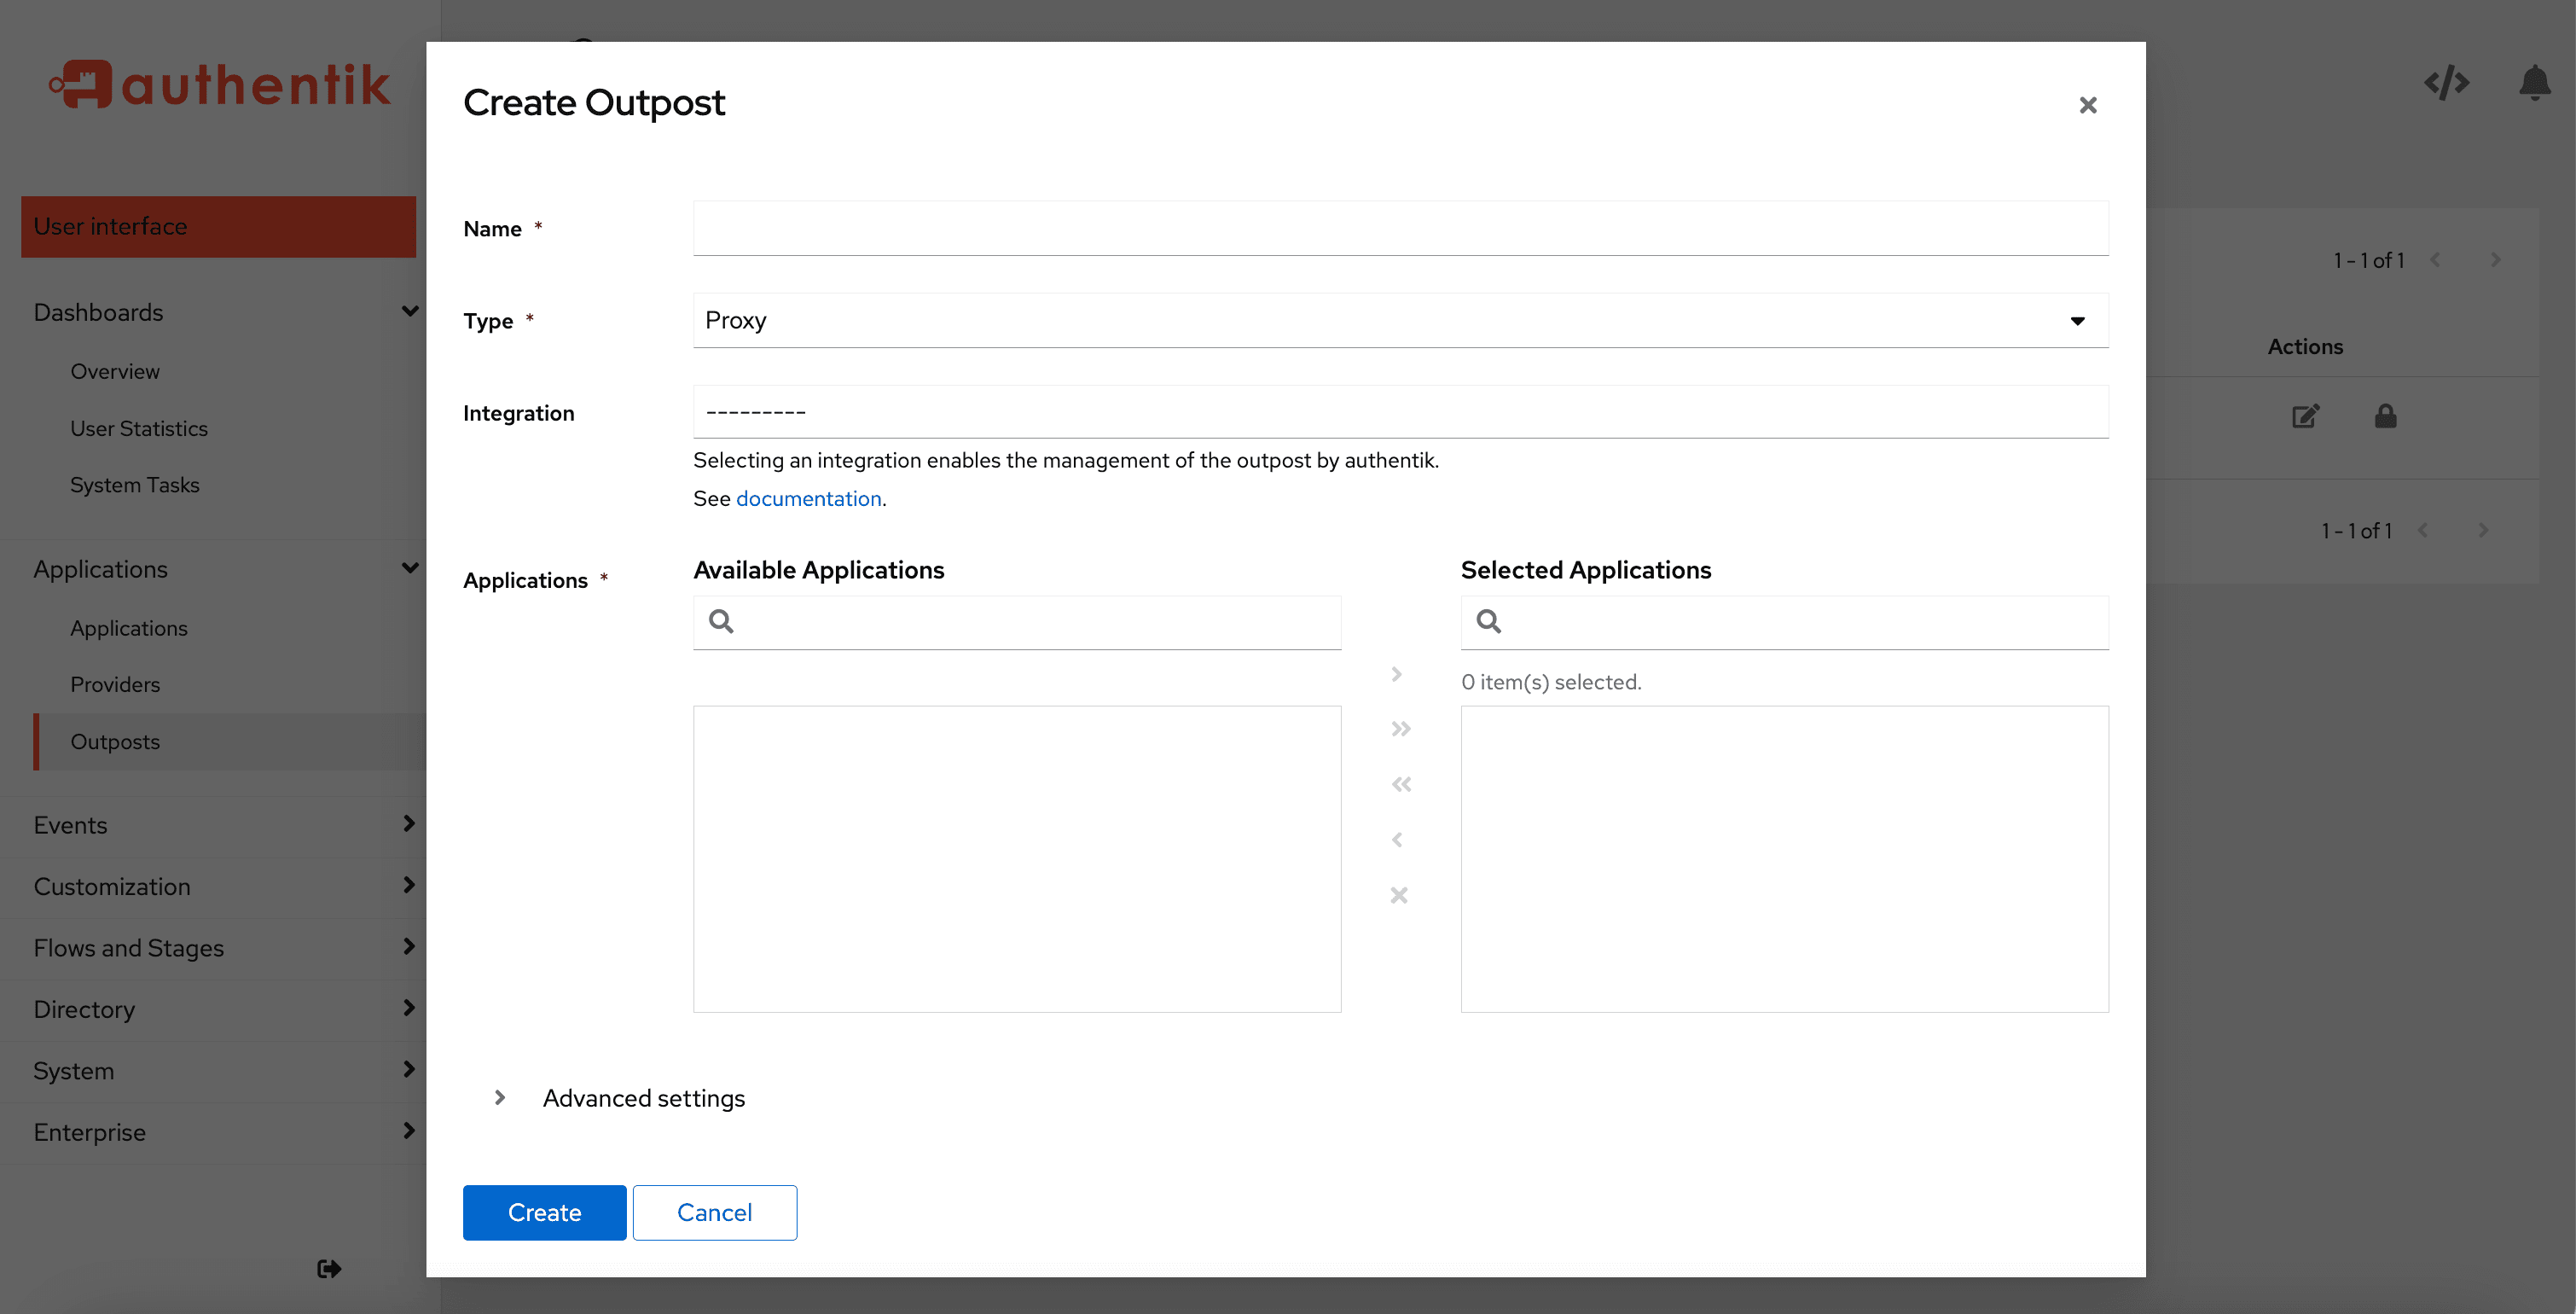 authentik
User interface
Dashboards
Overview
User Statistics
System Tasks
Applications
Applications
Providers
Outposts
Events
Customization
Flows and Stages
Directory
System
Enterprise
Create Outpost
Name *
Type *
Proxy
Integration
---------
Selecting an integration enables the management of the outpost by authentik.
See documentation.
Applications *
Available Applications
Selected Applications
0 item(s) selected.
Advanced settings
Create
Cancel
1 - 1 of 1
Actions
1 - 1 of 1